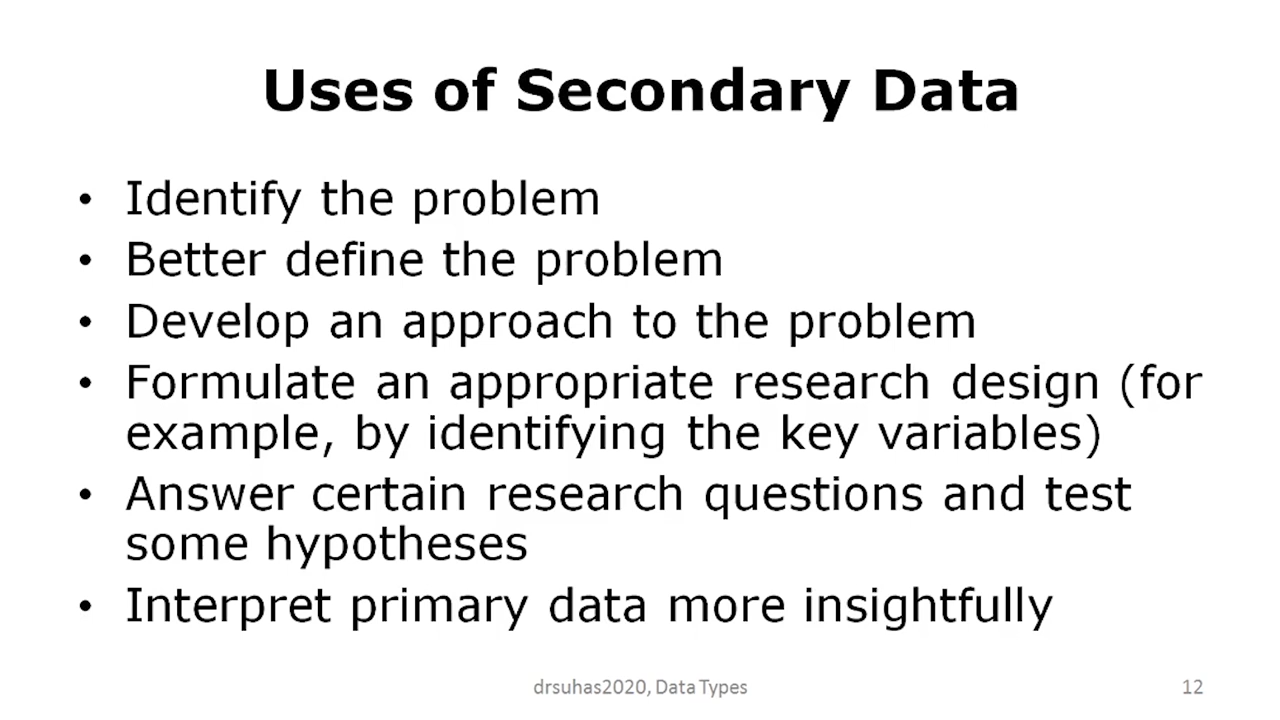 Uses of Secondary Data
• Identify the problem
• Better define the problem
• Develop an approach to the problem
• Formulate an appropriate research design (for
example, by identifying the key variables)
• Answer certain research questions and test
some hypotheses
• Interpret primary data more insightfully
drsuhas2020, Data Types
12